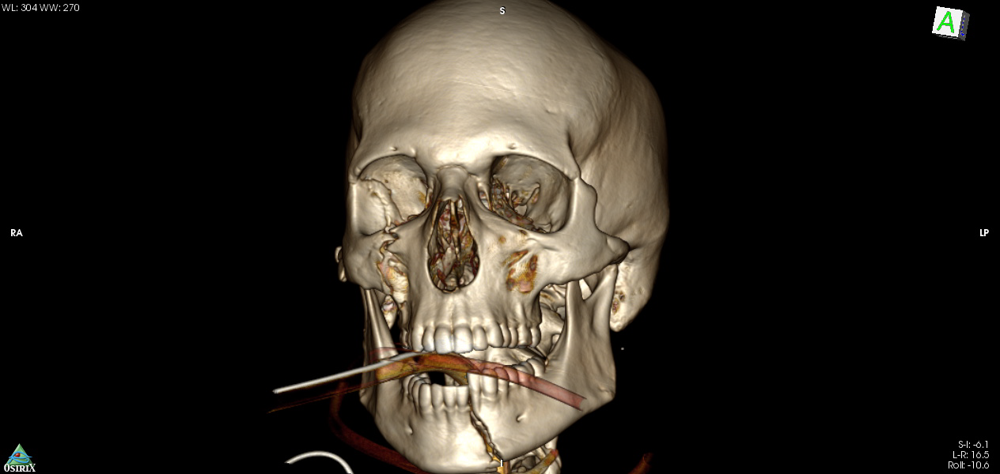 WL: 304 WW: 270
S
A
RA
LP
I
S-I: -6.1
L-R: 16.5
Roll: -10.6
OSIRIX